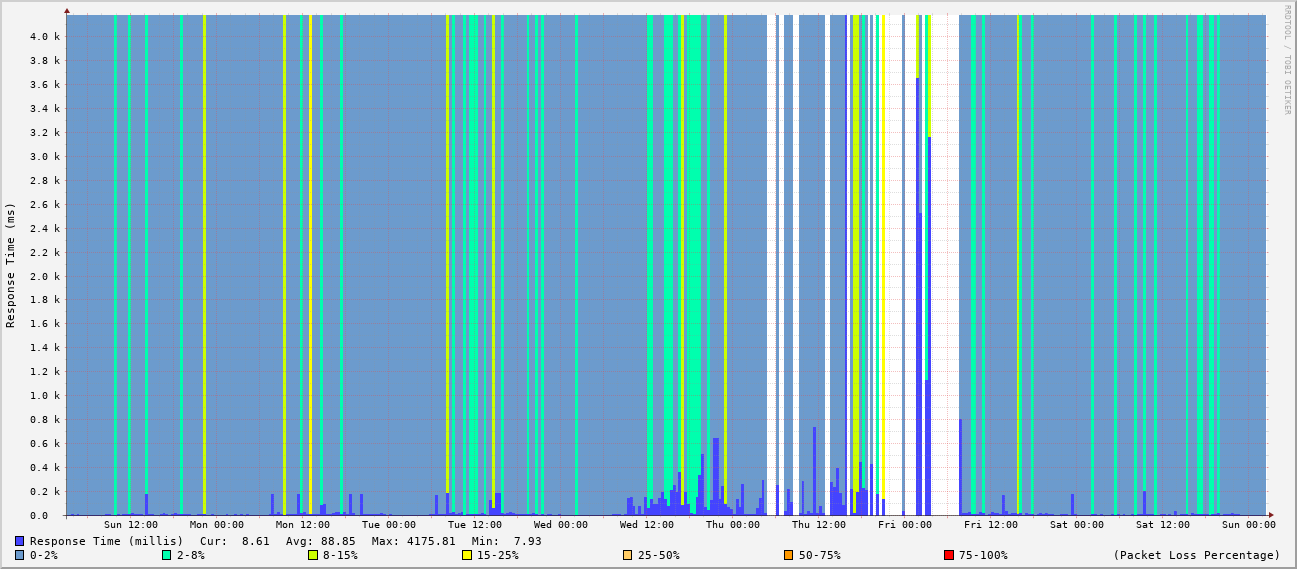 RRDTOOL / TOBI OETIKER
Response Time (ms)
4.0 k
3.8 k
3.6 k
3.4 k
3.2 k
3.0 k
2.8 k
2.6 k
2.4 k
2.2 k
2.0 k
1.8 k
1.6 k
1.4 k
1.2 k
1.0 k
0.8 k
0.6 k
0.4 k
0.2 k
0.0
Sun 12:00 Mon 00:00 Mon 12:00 Tue 00:00 Tue 12:00 Wed 00:00 Wed 12:00 Thu 00:00 Thu 12:00 Fri 00:00 Fri 12:00 Sat 00:00 Sat 12:00 Sun 00:00
Response Time (millis) Cur: 8.61 Avg: 88.85 Max: 4175.81 Min: 7.93
0-2% 2-8% 8-15% 15-25% 25-50% 50-75% 75-100% (Packet Loss Percentage)